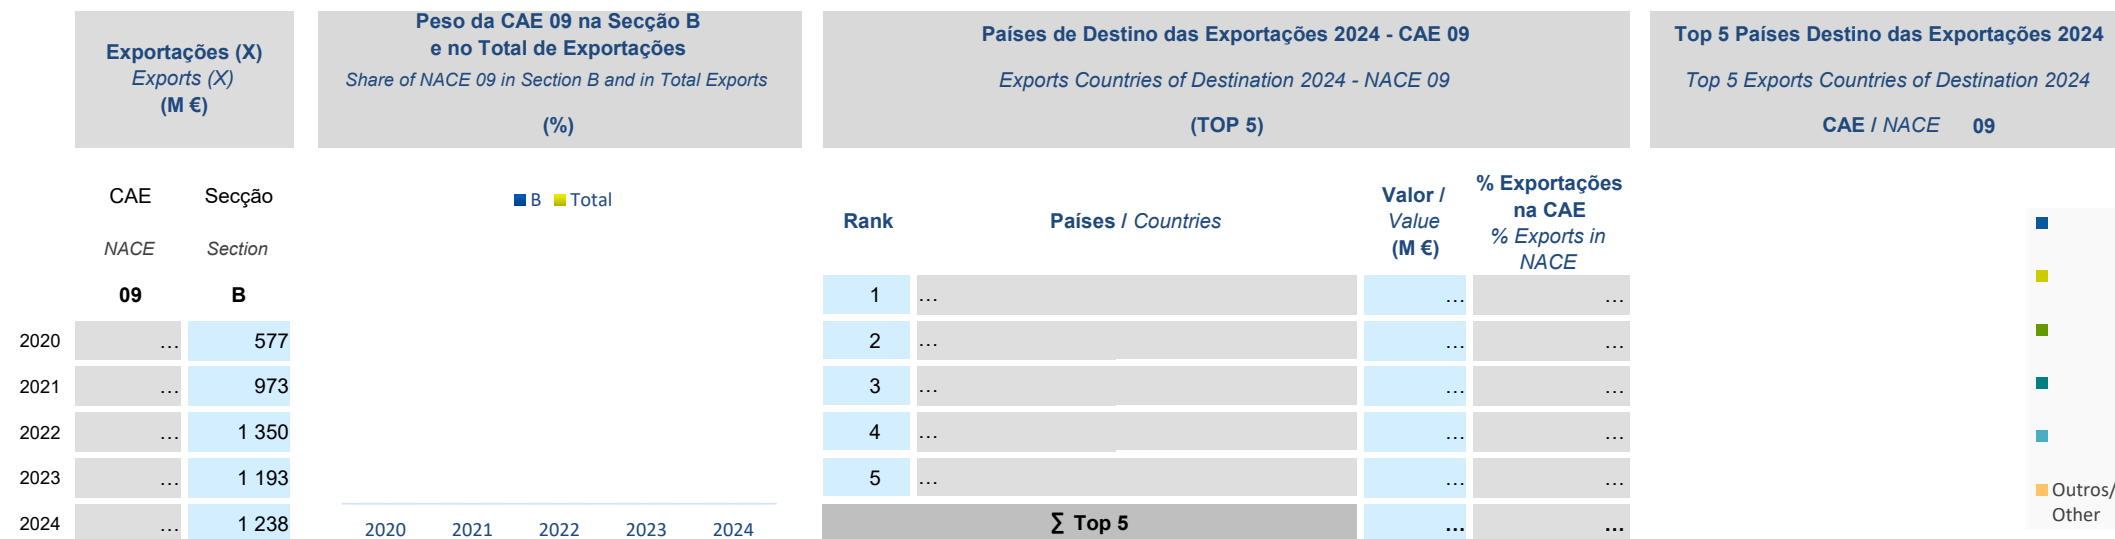 Exportações (X)
Exports (X)
(M €)
Peso da CAE 09 na Secção B
e no Total de Exportações
Share of NACE 09 in Section B and in Total Exports
(%)
Países de Destino das Exportações 2024 - CAE 09
Exports Countries of Destination 2024 - NACE 09
(TOP 5)
Top 5 Países Destino das Exportações 2024
Top 5 Exports Countries of Destination 2024
CAE / NACE 09
CAE Secção
NACE Section
09 B
2020 … 577
2021 … 973
2022 … 1 350
2023 … 1 193
2024 … 1 238
B Total
2020 2021 2022 2023 2024
Rank
Países / Countries
Valor /
Value
(M €)
% Exportações
na CAE
% Exports in
NACE
1 … … …
2 … … …
3 … … …
4 … … …
5 … … …
∑ Top 5 … …
Outros/
Other